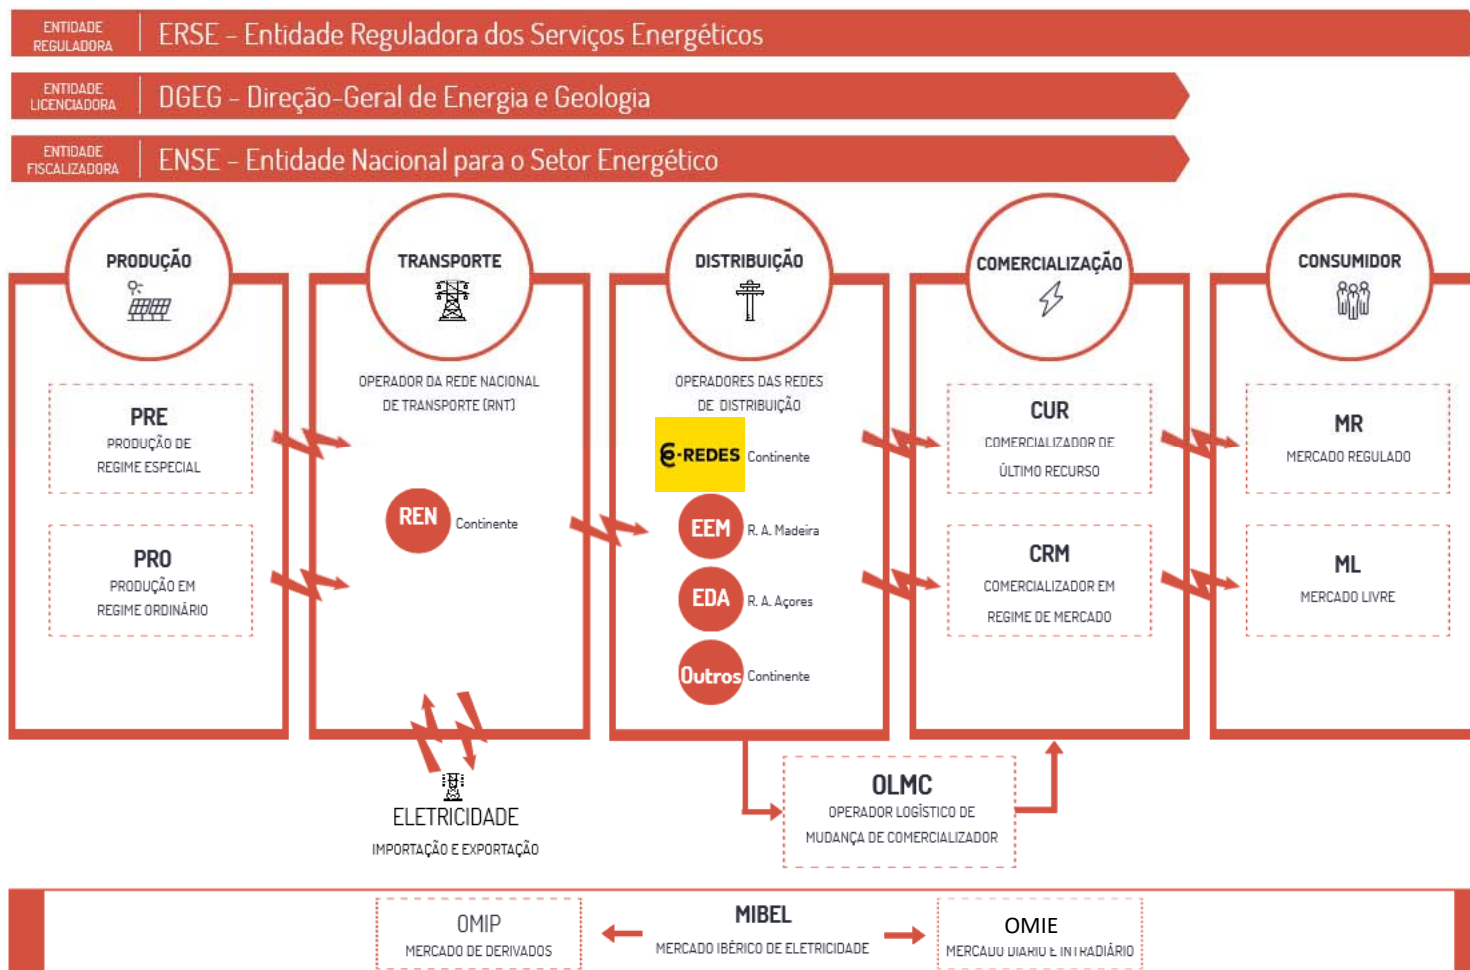 ENTIDADE
REGULADORA
ERSE – Entidade Reguladora dos Serviços Energéticos
ENTIDADE
LICENCIADORA
DGEG – Direção-Geral de Energia e Geologia
ENTIDADE
FISCALIZADORA
ENSE – Entidade Nacional para o Setor Energético
PRODUÇÃO
PRE
PRODUÇÃO DE
REGIME ESPECIAL
PRO
PRODUÇÃO EM
REGIME ORDINÁRIO
TRANSPORTE
OPERADOR DA REDE NACIONAL
DE TRANSPORTE (RNT)
REN
Continente
ELETRICIDADE
IMPORTAÇÃO E EXPORTAÇÃO
DISTRIBUIÇÃO
OPERADORES DAS REDES
DE DISTRIBUIÇÃO
E-REDES
Continente
EEM
R. A. Madeira
EDA
R. A. Açores
Outros
Continente
COMERCIALIZAÇÃO
CUR
COMERCIALIZADOR DE
ÚLTIMO RECURSO
CRM
COMERCIALIZADOR EM
REGIME DE MERCADO
CONSUMIDOR
MR
MERCADO REGULADO
ML
MERCADO LIVRE
OLMC
OPERADOR LOGÍSTICO DE
MUDANÇA DE COMERCIALIZADOR
OMIP
MERCADO DE DERIVADOS
MIBEL
MERCADO IBÉRICO DE ELETRICIDADE
OMIE
MERCADO DIÁRIO E INTRADIÁRIO